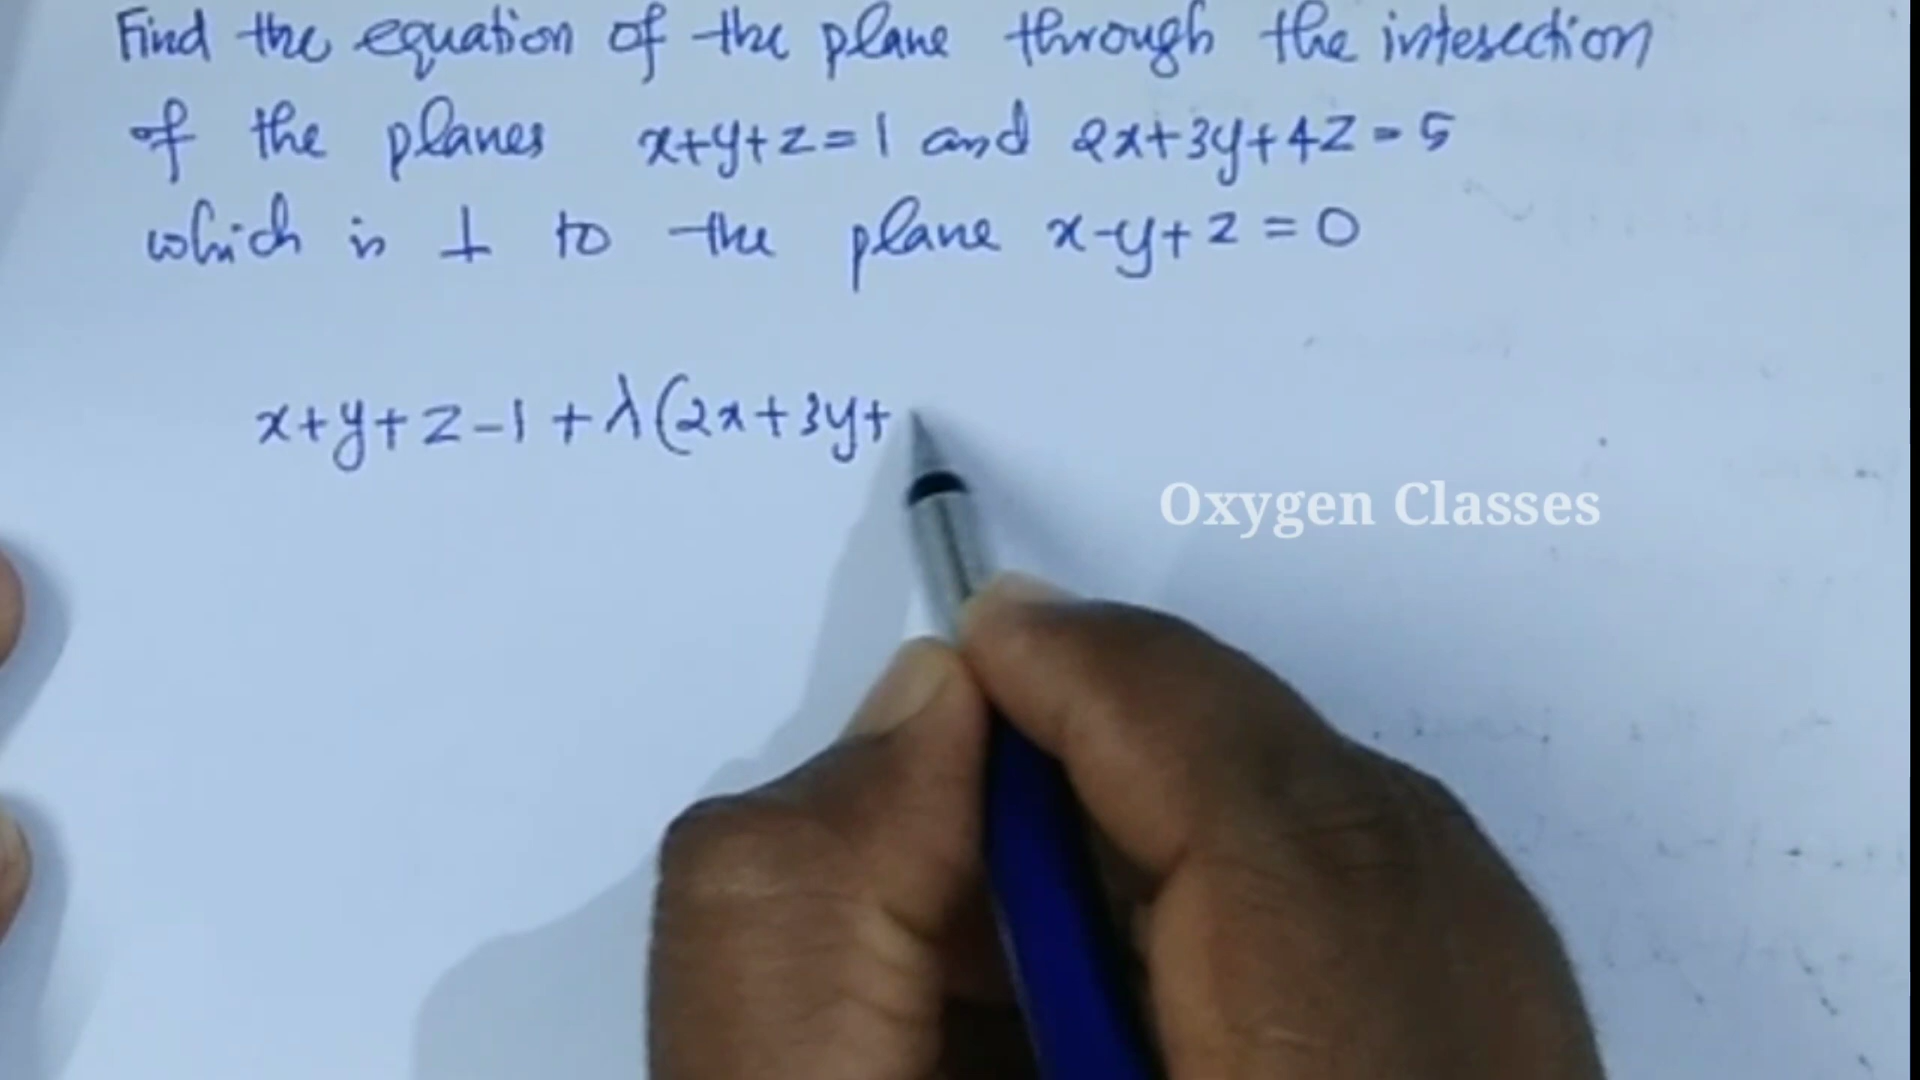 Find the equation of the plane through the intesection
of the planes x+y+z=1 and 2x+3y+4z=5
which is ⊥ to the plane x-y+z=0
x+y+z-1+λ(2x+3y+
Oxygen Classes